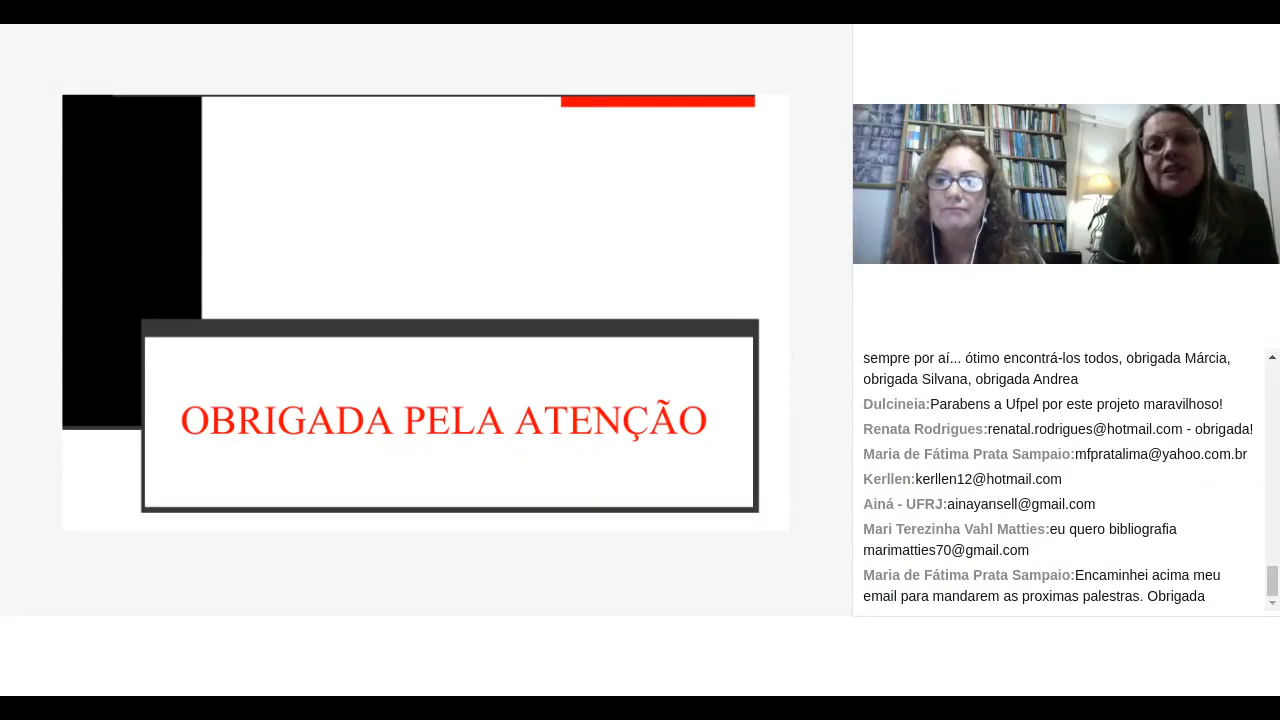 OBRIGADA PELA ATENÇÃO
sempre por aí... ótimo encontrá-los todos, obrigada Márcia,
obrigada Silvana, obrigada Andrea
Dulcineia:Parabens a Ufpel por este projeto maravilhoso!
Renata Rodrigues:renatal.rodrigues@hotmail.com - obrigada!
Maria de Fátima Prata Sampaio:mfpratalima@yahoo.com.br
Kerllen:kerllen12@hotmail.com
Ainá - UFRJ:ainayansell@gmail.com
Mari Terezinha Vahl Matties:eu quero bibliografia
marimatties70@gmail.com
Maria de Fátima Prata Sampaio:Encaminhei acima meu
email para mandarem as proximas palestras. Obrigada